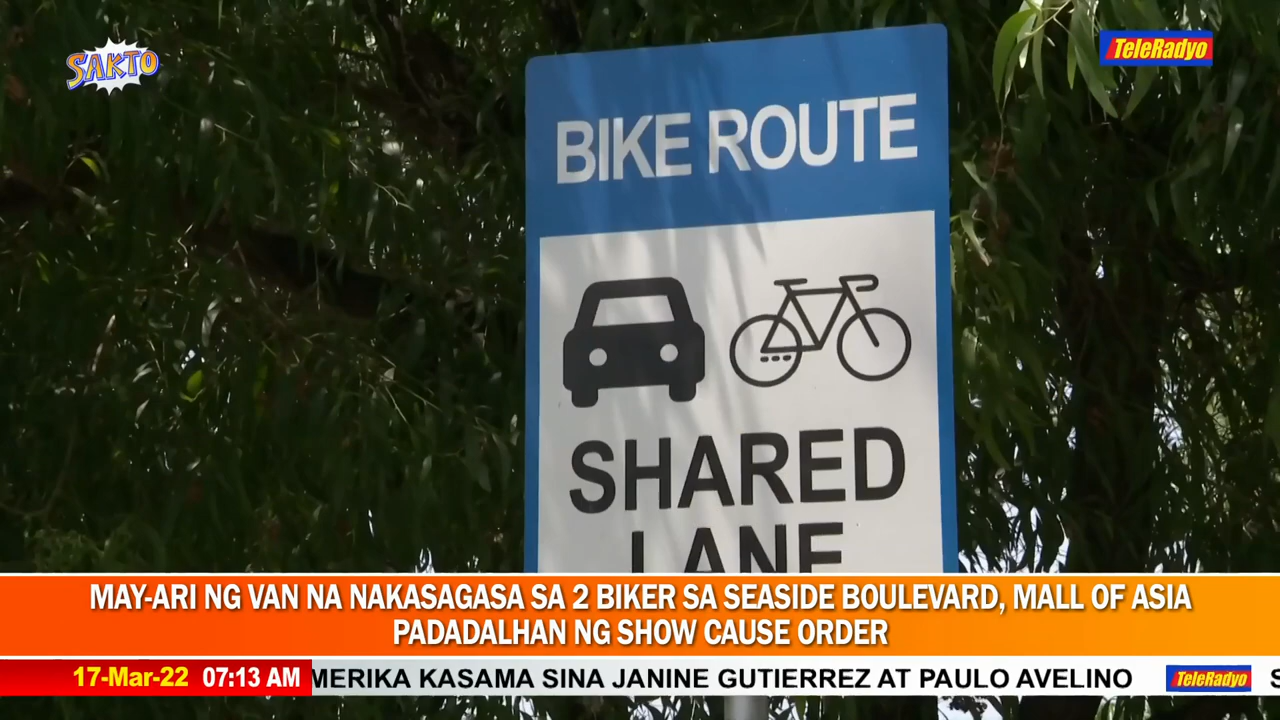 SAKTO
TeleRadyo
BIKE ROUTE
SHARED
LANE
MAY-ARI NG VAN NA NAKASAGASA SA 2 BIKER SA SEASIDE BOULEVARD, MALL OF ASIA
PADADALHAN NG SHOW CAUSE ORDER
17-Mar-22 07:13 AM MERIKA KASAMA SINA JANINE GUTIERREZ AT PAULO AVELINO TeleRadyo S